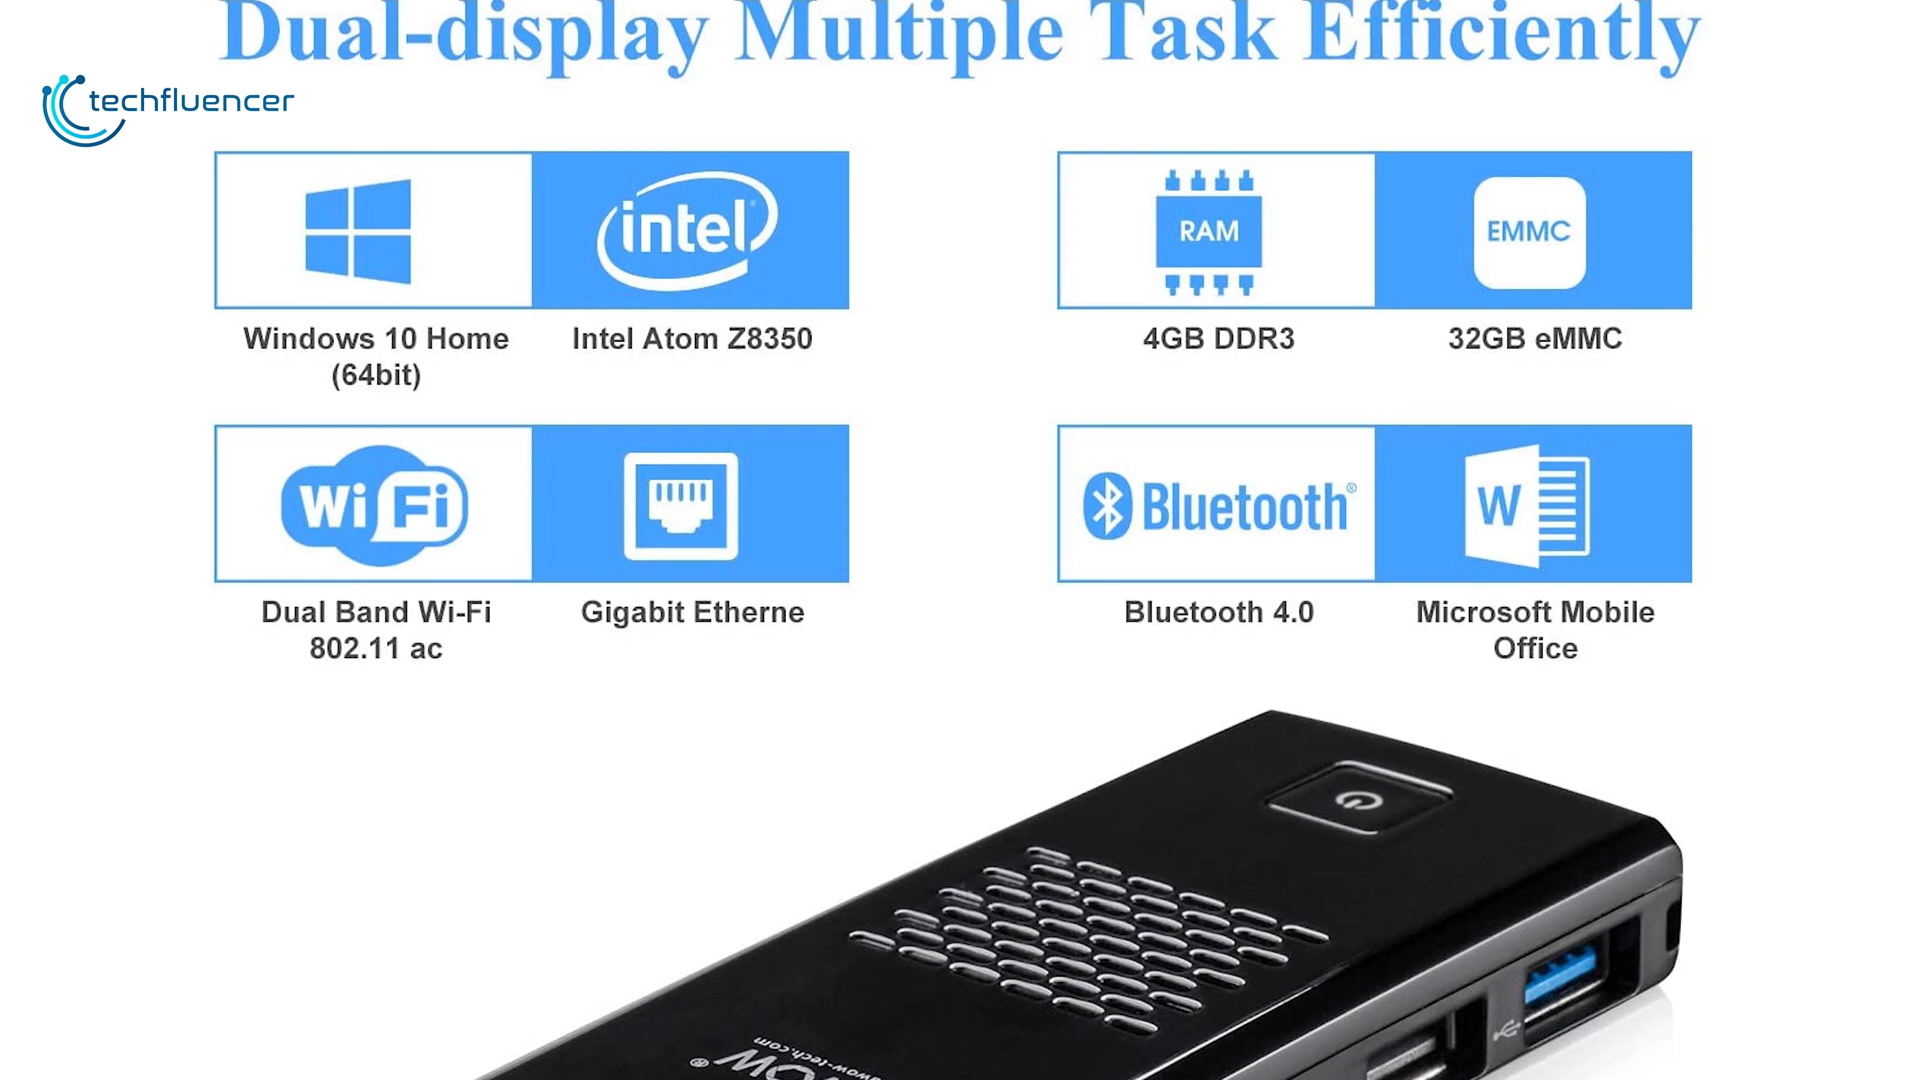 Dual-display Multiple Task Efficiently
techfluencer
intel
RAM
EMMC
Windows 10 Home
(64bit)
Intel Atom Z8350
4GB DDR3
32GB eMMC
Wi Fi
Bluetooth®
W
Dual Band Wi-Fi
802.11 ac
Gigabit Etherne
Bluetooth 4.0
Microsoft Mobile
Office